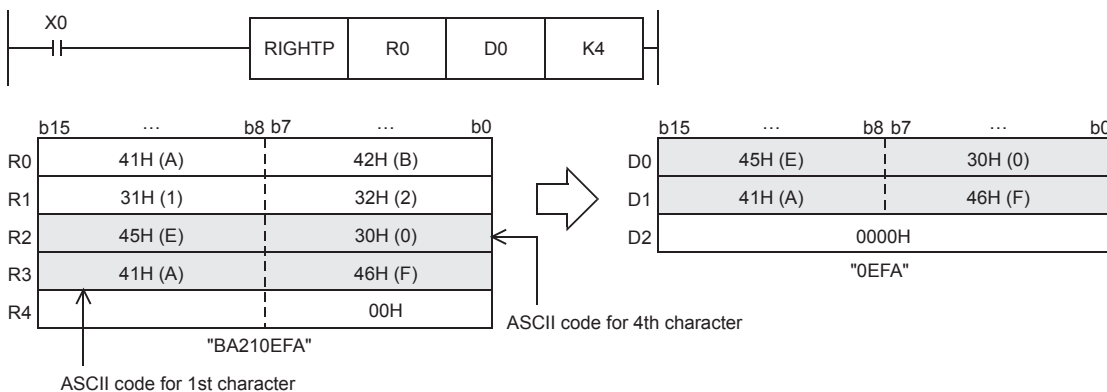 X0
RIGHTP R0 D0 K4
b15 ... b8 b7 ... b0
R0 41H (A) 42H (B)
R1 31H (1) 32H (2)
R2 45H (E) 30H (0)
R3 41H (A) 46H (F)
R4 00H
"BA210EFA"
ASCII code for 1st character
ASCII code for 4th character
b15 ... b8 b7 ... b0
D0 45H (E) 30H (0)
D1 41H (A) 46H (F)
D2 0000H
"0EFA"